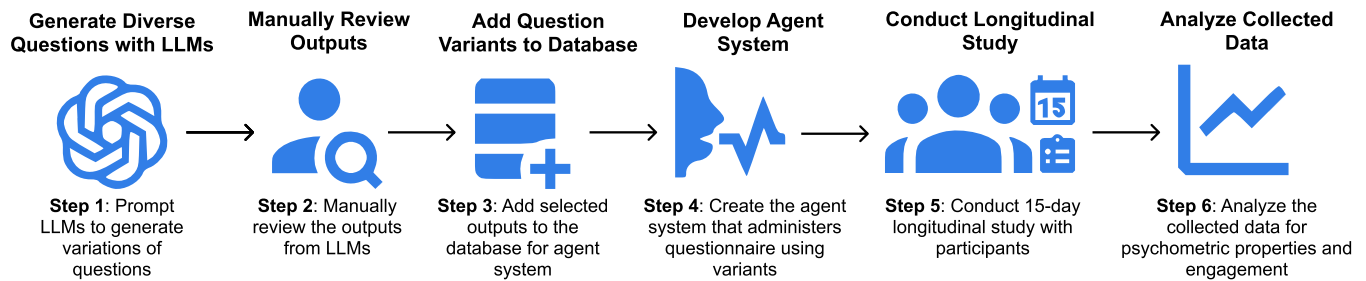 Generate Diverse
Questions with LLMs
Manually Review
Outputs
Add Question
Variants to Database
Develop Agent
System
Conduct Longitudinal
Study
Analyze Collected
Data
15
Step 1: Prompt
LLMs to generate
variations of
questions
Step 2: Manually
review the outputs
from LLMs
Step 3: Add selected
outputs to the
database for agent
system
Step 4: Create the agent
system that administers
questionnaire using
variants
Step 5: Conduct 15-day
longitudinal study with
participants
Step 6: Analyze the
collected data for
psychometric properties and
engagement